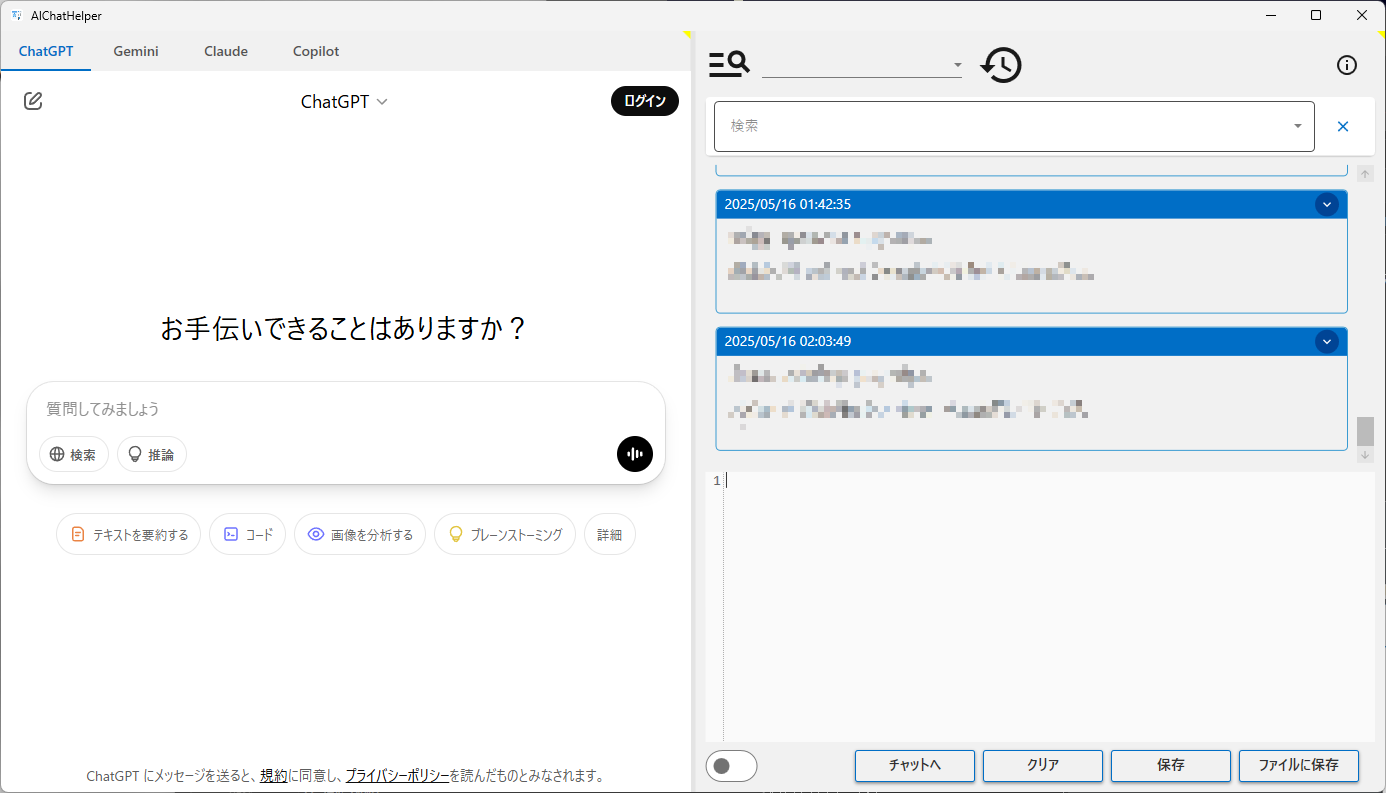 AIChatHelper
ChatGPT Gemini Claude Copilot
ChatGPT
ログイン
お手伝いできることはありますか？
質問してみましょう
検索 推論
テキストを要約する コード 画像を分析する ブレーンストーミング 詳細
ChatGPT にメッセージを送ると、規約に同意し、プライバシーポリシーを読んだものとみなされます。
検索
2025/05/16 01:42:35
2025/05/16 02:03:49
1
チャットへ クリア 保存 ファイルに保存